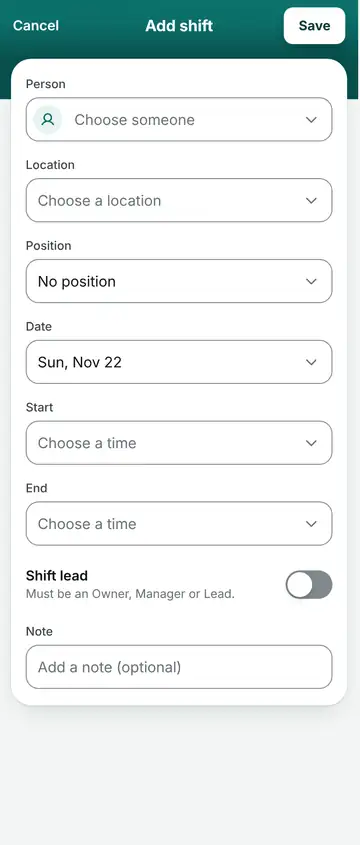 Cancel
Add shift
Save
Person
Choose someone
Location
Choose a location
Position
No position
Date
Sun, Nov 22
Start
Choose a time
End
Choose a time
Shift lead
Must be an Owner, Manager or Lead.
Note
Add a note (optional)